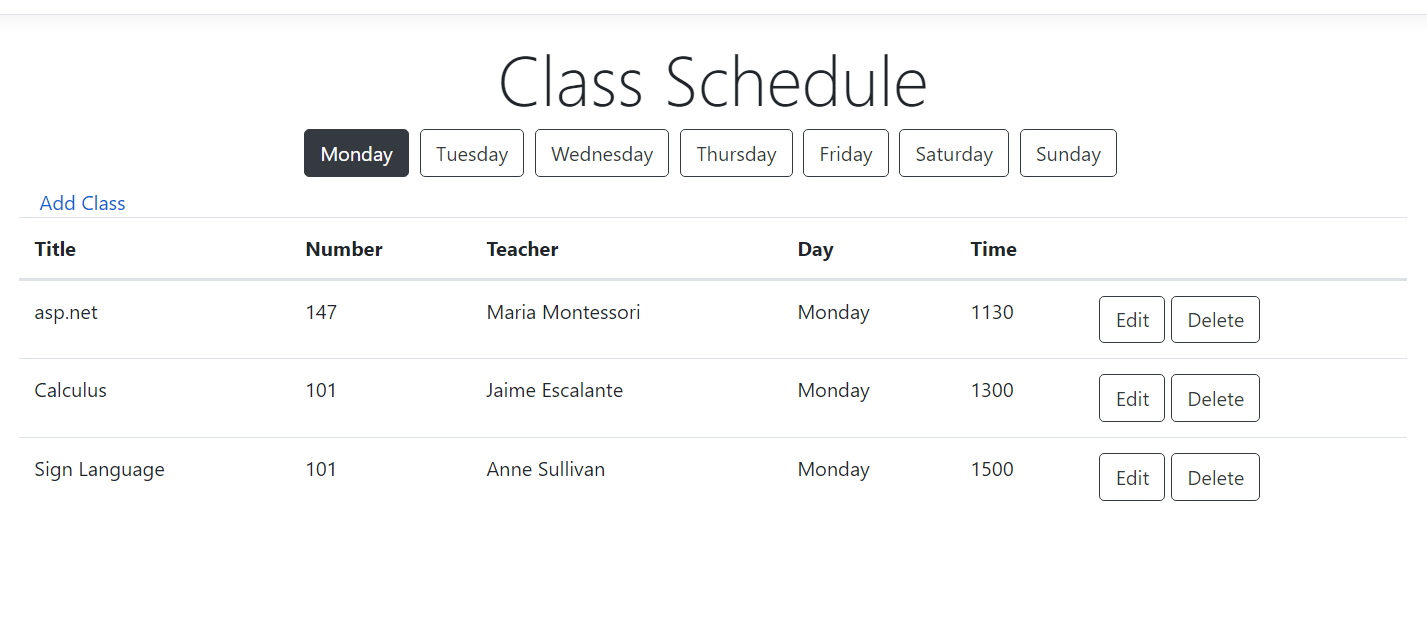 Class Schedule
Monday Tuesday Wednesday Thursday Friday Saturday Sunday
Add Class
Title Number Teacher Day Time
asp.net 147 Maria Montessori Monday 1130 Edit Delete
Calculus 101 Jaime Escalante Monday 1300 Edit Delete
Sign Language 101 Anne Sullivan Monday 1500 Edit Delete